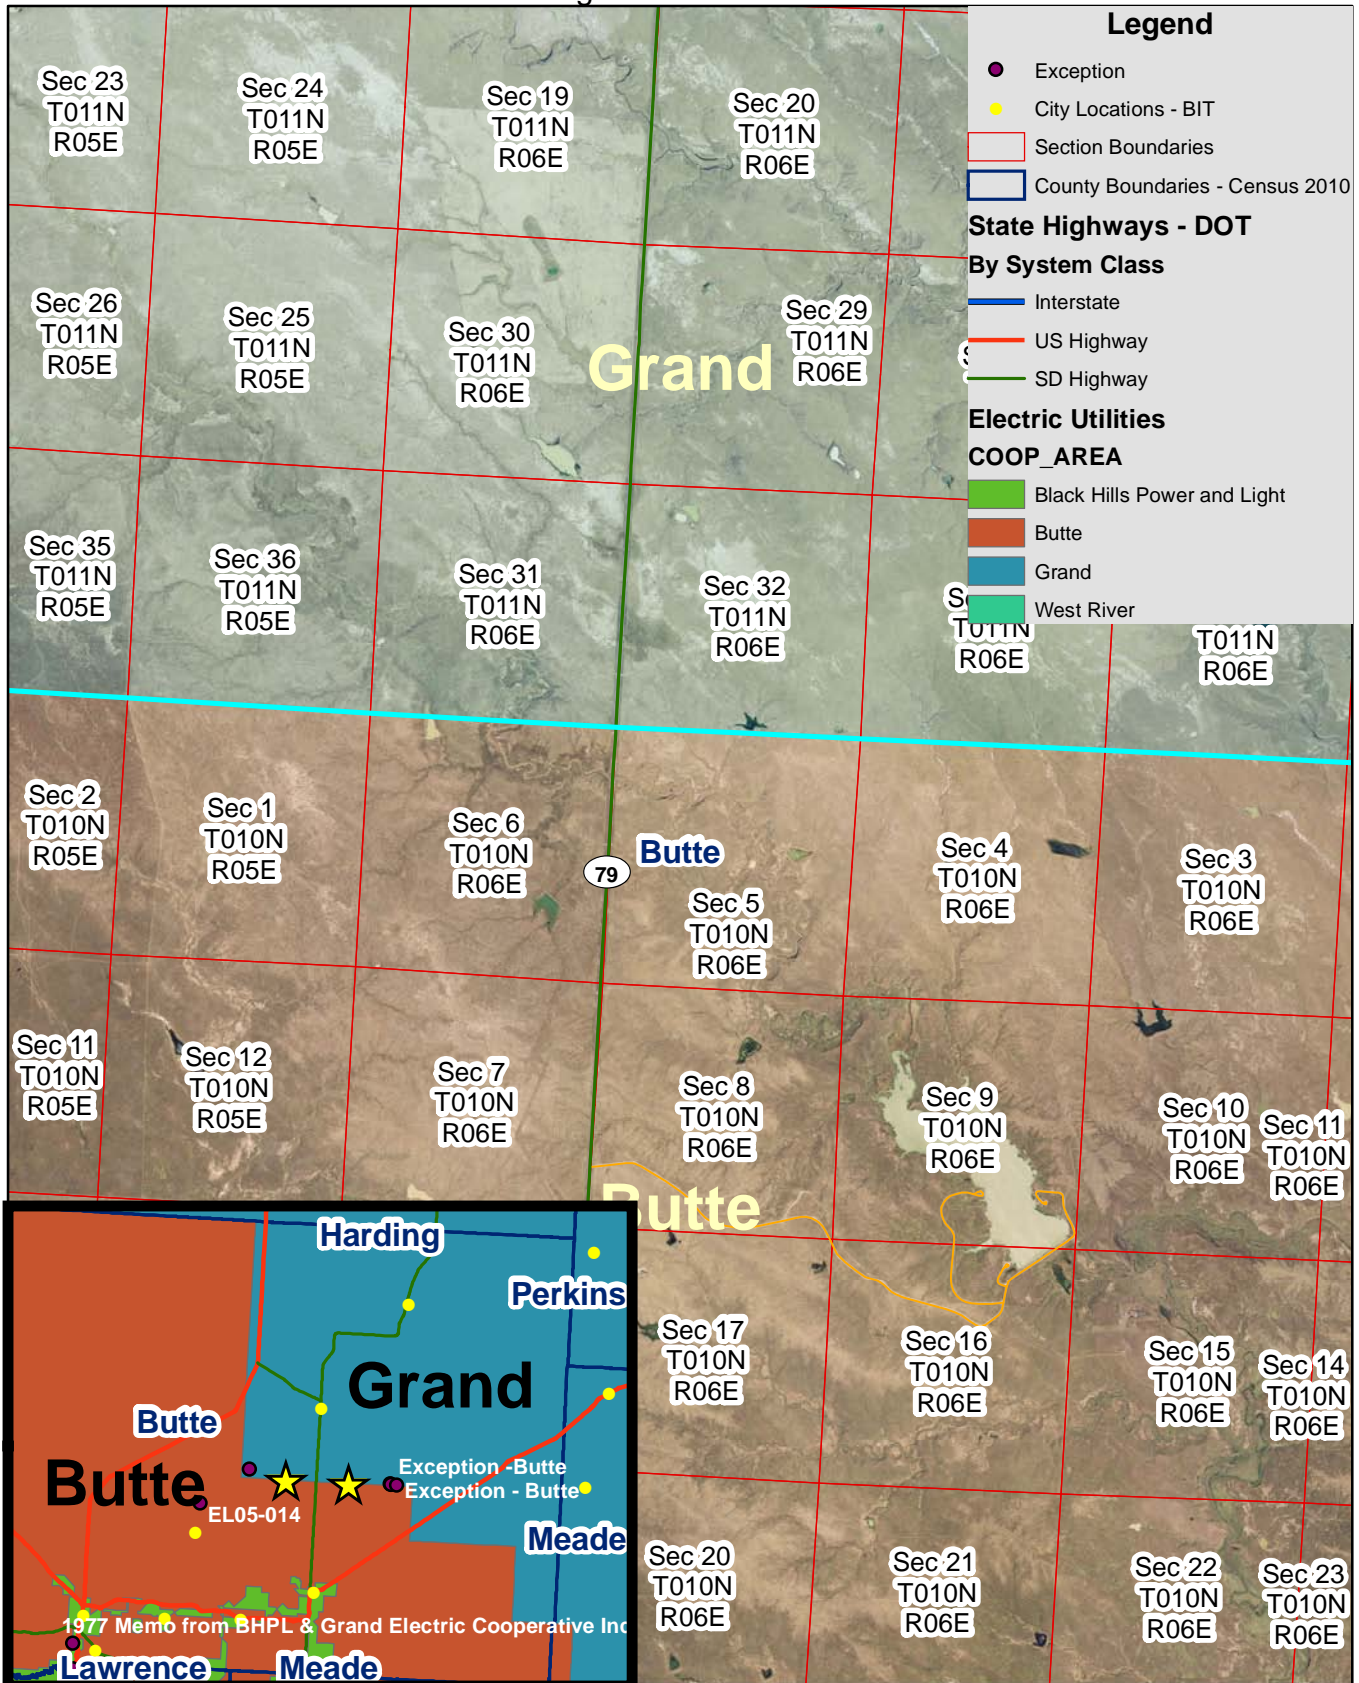 Legend
Exception
City Locations - BIT
Section Boundaries
County Boundaries - Census 2010
State Highways - DOT
By System Class
Interstate
US Highway
SD Highway
Electric Utilities
COOP_AREA
Black Hills Power and Light
Butte
Grand
West River
Sec 23
T011N
R05E
Sec 24
T011N
R05E
Sec 19
T011N
R06E
Sec 20
T011N
R06E
Sec 26
T011N
R05E
Sec 25
T011N
R05E
Sec 30
T011N
R06E
Grand
Sec 29
T011N
R06E
Sec 35
T011N
R05E
Sec 36
T011N
R05E
Sec 31
T011N
R06E
Sec 32
T011N
R06E
T011N
R06E
T011N
R06E
Sec 2
T010N
R05E
Sec 1
T010N
R05E
Sec 6
T010N
R06E
79
Butte
Sec 5
T010N
R06E
Sec 4
T010N
R06E
Sec 3
T010N
R06E
Sec 11
T010N
R05E
Sec 12
T010N
R05E
Sec 7
T010N
R06E
Sec 8
T010N
R06E
Sec 9
T010N
R06E
Sec 10
T010N
R06E
Sec 11
T010N
R06E
Butte
Sec 17
T010N
R06E
Sec 16
T010N
R06E
Sec 15
T010N
R06E
Sec 14
T010N
R06E
Sec 20
T010N
R06E
Sec 21
T010N
R06E
Sec 22
T010N
R06E
Sec 23
T010N
R06E
Harding
Perkins
Grand
Butte
Butte
Exception -Butte
Exception - Butte
EL05-014
Meade
1977 Memo from BHPL & Grand Electric Cooperative Inc
Lawrence
Meade